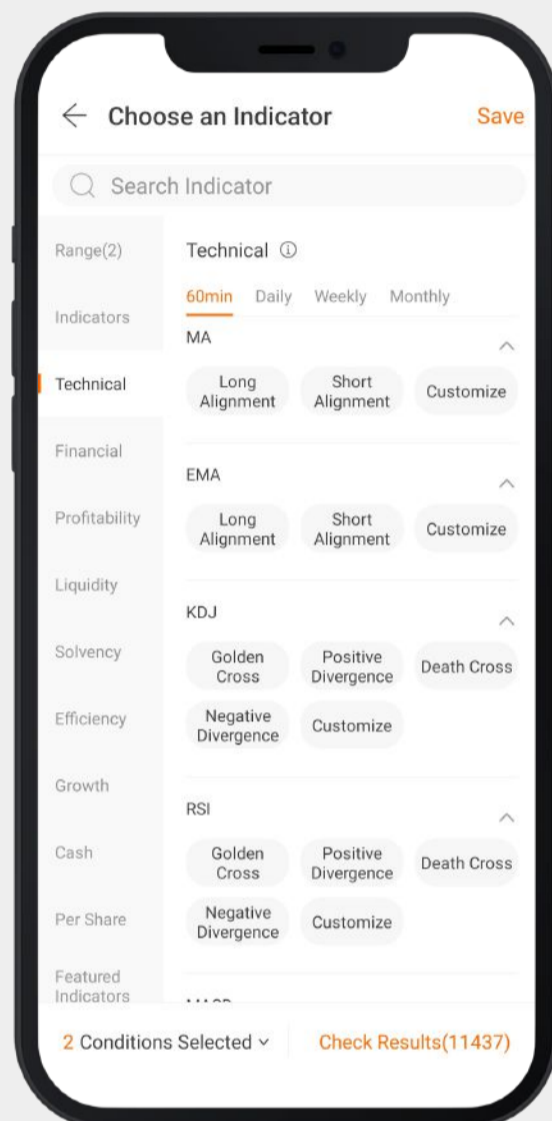 Choose an Indicator
Save
Search Indicator
Range(2)
Indicators
Technical
Financial
Profitability
Liquidity
Solvency
Efficiency
Growth
Cash
Per Share
Featured
Indicators
Technical
60min Daily Weekly Monthly
MA
Long
Alignment
Short
Alignment
Customize
EMA
Long
Alignment
Short
Alignment
Customize
KDJ
Golden
Cross
Positive
Divergence
Death Cross
Negative
Divergence
Customize
RSI
Golden
Cross
Positive
Divergence
Death Cross
Negative
Divergence
Customize
2 Conditions Selected
Check Results(11437)